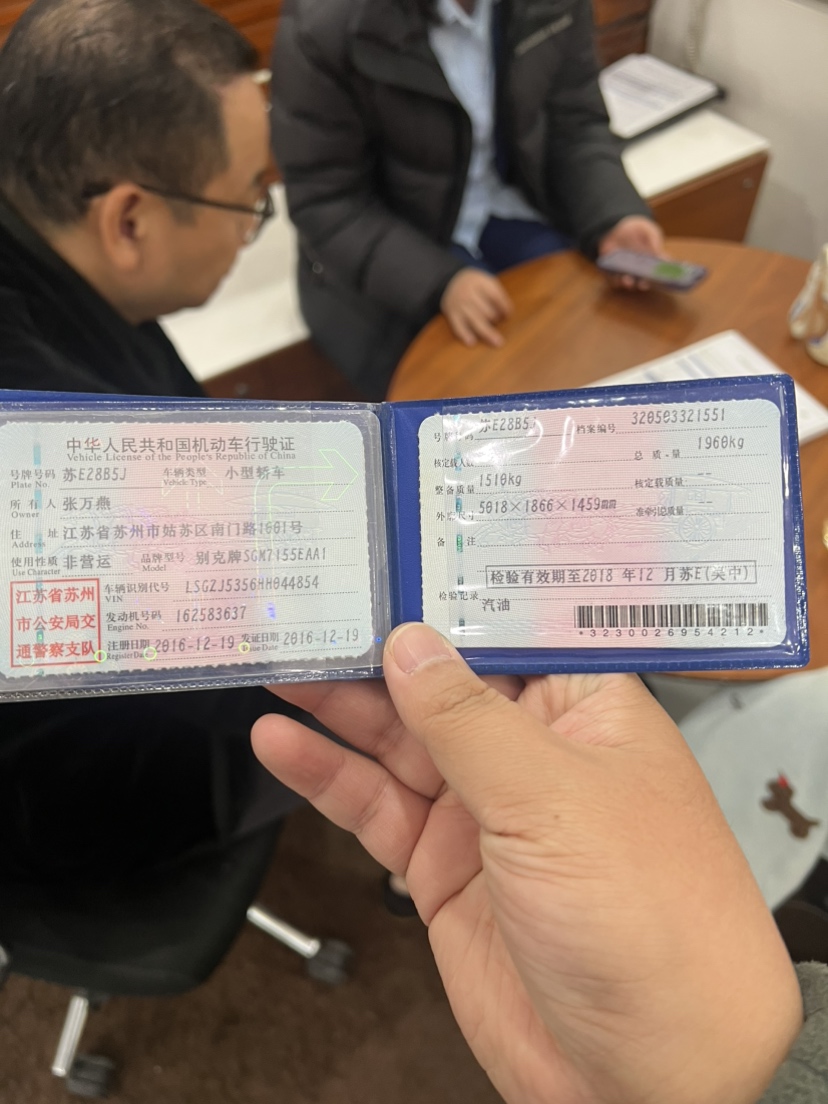 中华人民共和国机动车行驶证
Vehicle License of the People's Republic of China
号牌号码 苏E28B5J 车辆类型 小型轿车
Plate No. Vehicle Type
所有人 张万燕
Owner
住址 江苏省苏州市姑苏区南门路1601号
Address
使用性质 非营运 品牌型号 别克牌SGM7155EAA1
Use Character Model
江苏省苏州
市公安局交
通警察支队
车辆识别代号 LSGZJ5356HH044854
VIN
发动机号码 162583637
Engine No.
注册日期 2016-12-19 发证日期 2016-12-19
Register Date Issue Date
号牌号码 苏E28B5J 档案编号 320503321551
核定载人数 总质量 1960kg
整备质量 1510kg 核定载质量 --
外廓尺寸 5018×1866×1459 准牵引总质量 --
备注
检验有效期至2018 年12 月苏E(吴中)
检验记录
汽油
*3230026954212*